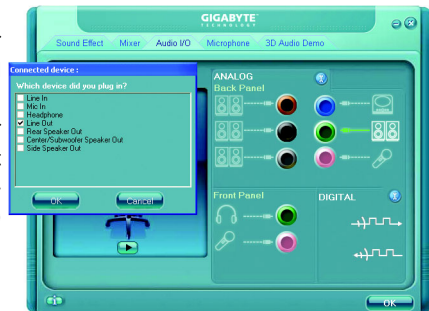 GIGABYTE
TECHNOLOGY
Sound Effect Mixer Audio I/O Microphone 3D Audio Demo
Connected device :
Which device did you plug in?
Line In
Mic In
Headphone
Line Out
Rear Speaker Out
Center/Subwoofer Speaker Out
Side Speaker Out
OK Cancel
ANALOG
Back Panel
Front Panel
DIGITAL
OK